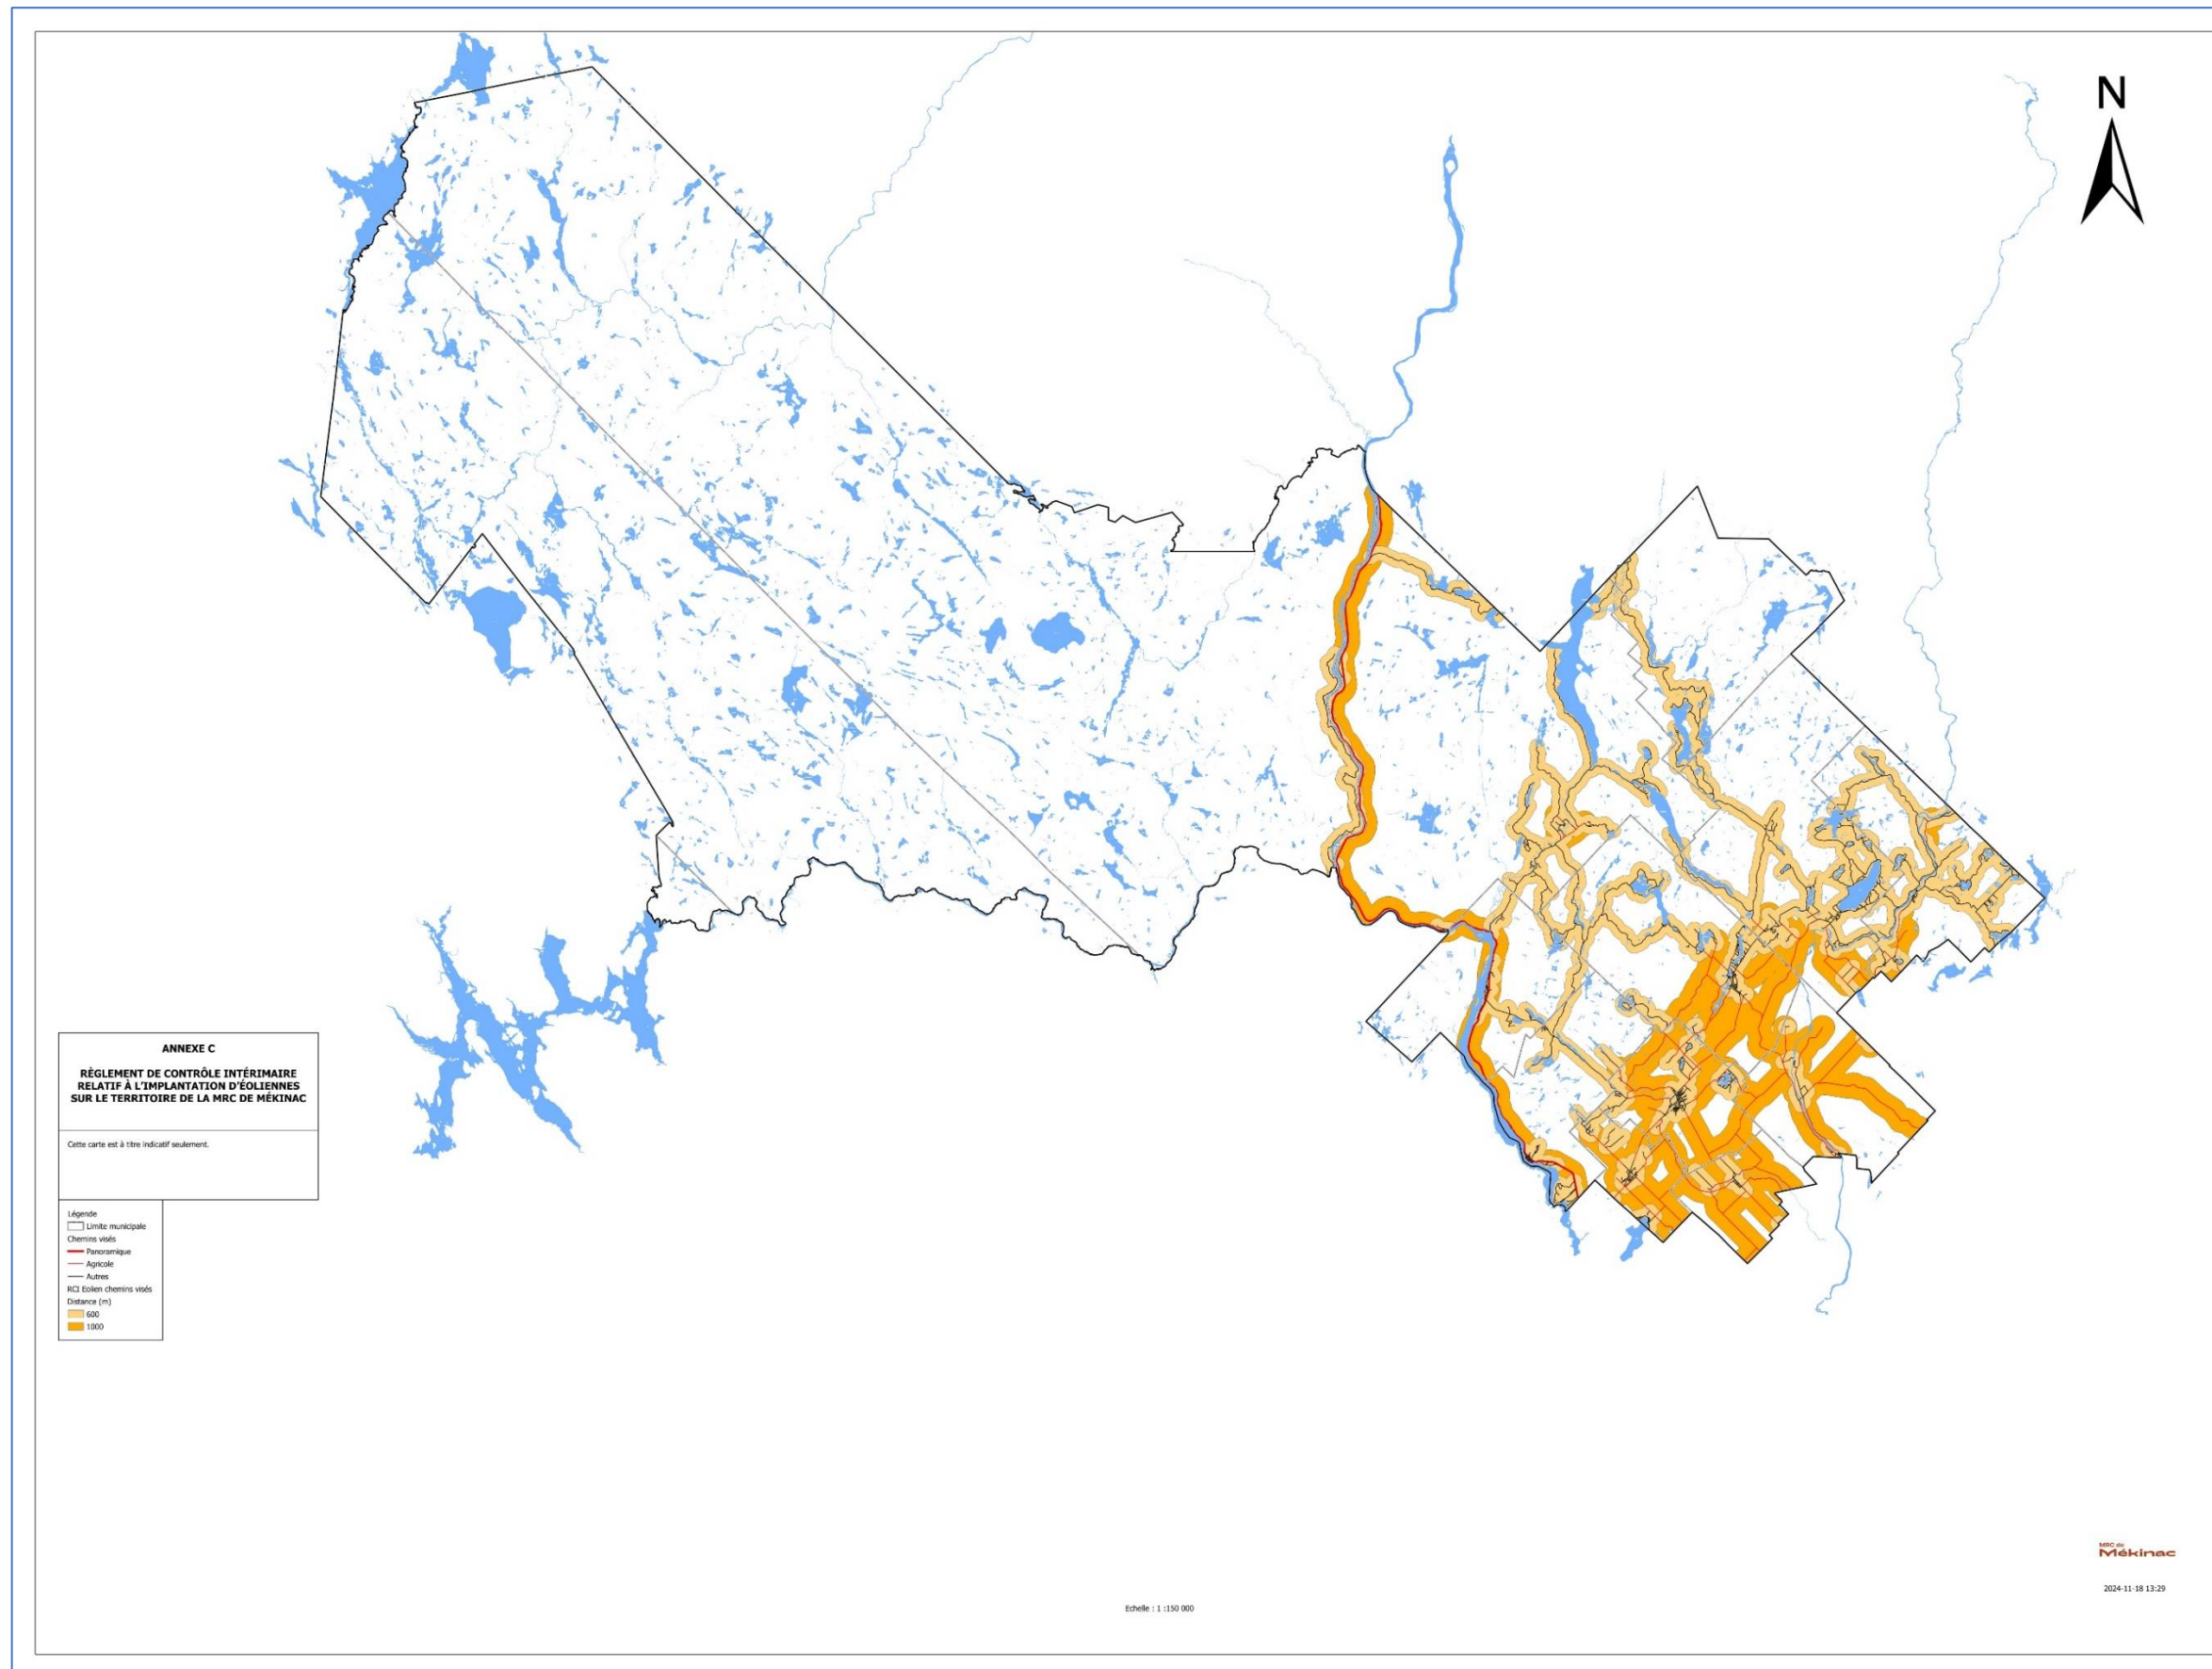 N
ANNEXE C
RÈGLEMENT DE CONTRÔLE INTÉRIMAIRE
RELATIF À L'IMPLANTATION D'ÉOLIENNES
SUR LE TERRITOIRE DE LA MRC DE MÉKINAC
Cette carte est à titre indicatif seulement.
Légende
Limite municipale
Chemins visés
Panoramique
Agricole
Autres
RCI Eolien chemins visés
Distance (m)
600
1000
MRC de
Mékinac
2024-11-18 13:29
Echelle : 1 :150 000